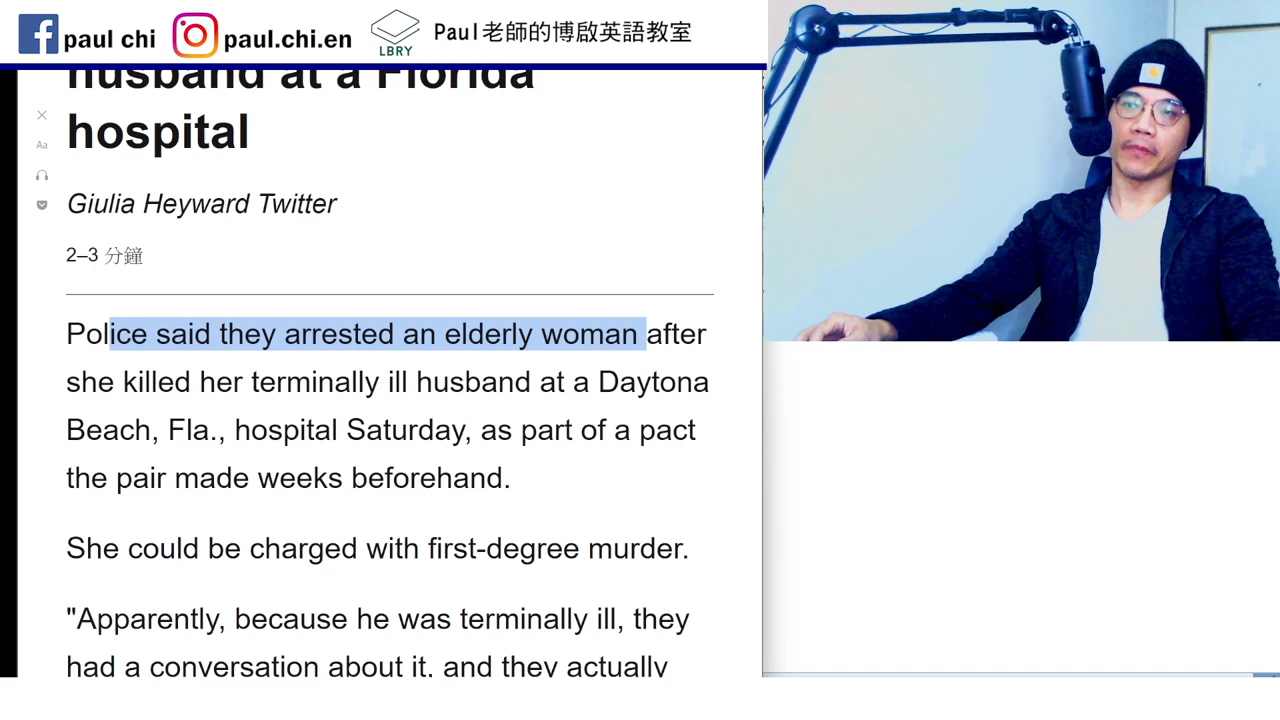 paul chi
paul.chi.en
LBRY
Paul老師的博啟英語教室
husband at a Florida
hospital
Aa
Giulia Heyward Twitter
2–3 分鐘
Police said they arrested an elderly woman after
she killed her terminally ill husband at a Daytona
Beach, Fla., hospital Saturday, as part of a pact
the pair made weeks beforehand.
She could be charged with first-degree murder.
"Apparently, because he was terminally ill, they
had a conversation about it, and they actually